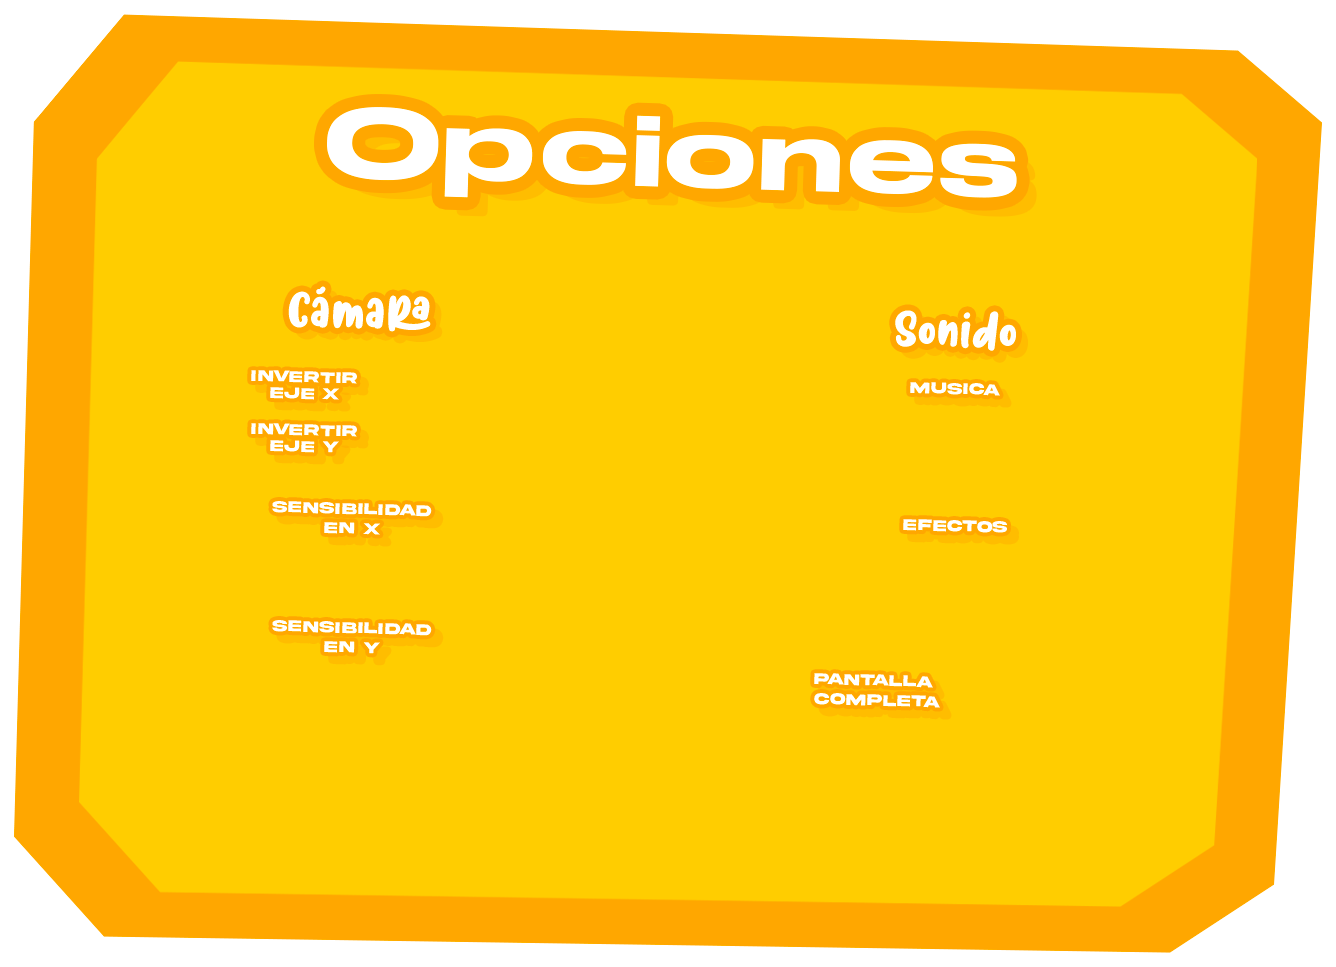 Opciones
Cámara
INVERTIR
EJE X
INVERTIR
EJE Y
SENSIBILIDAD
EN X
SENSIBILIDAD
EN Y
Sonido
MUSICA
EFECTOS
PANTALLA
COMPLETA